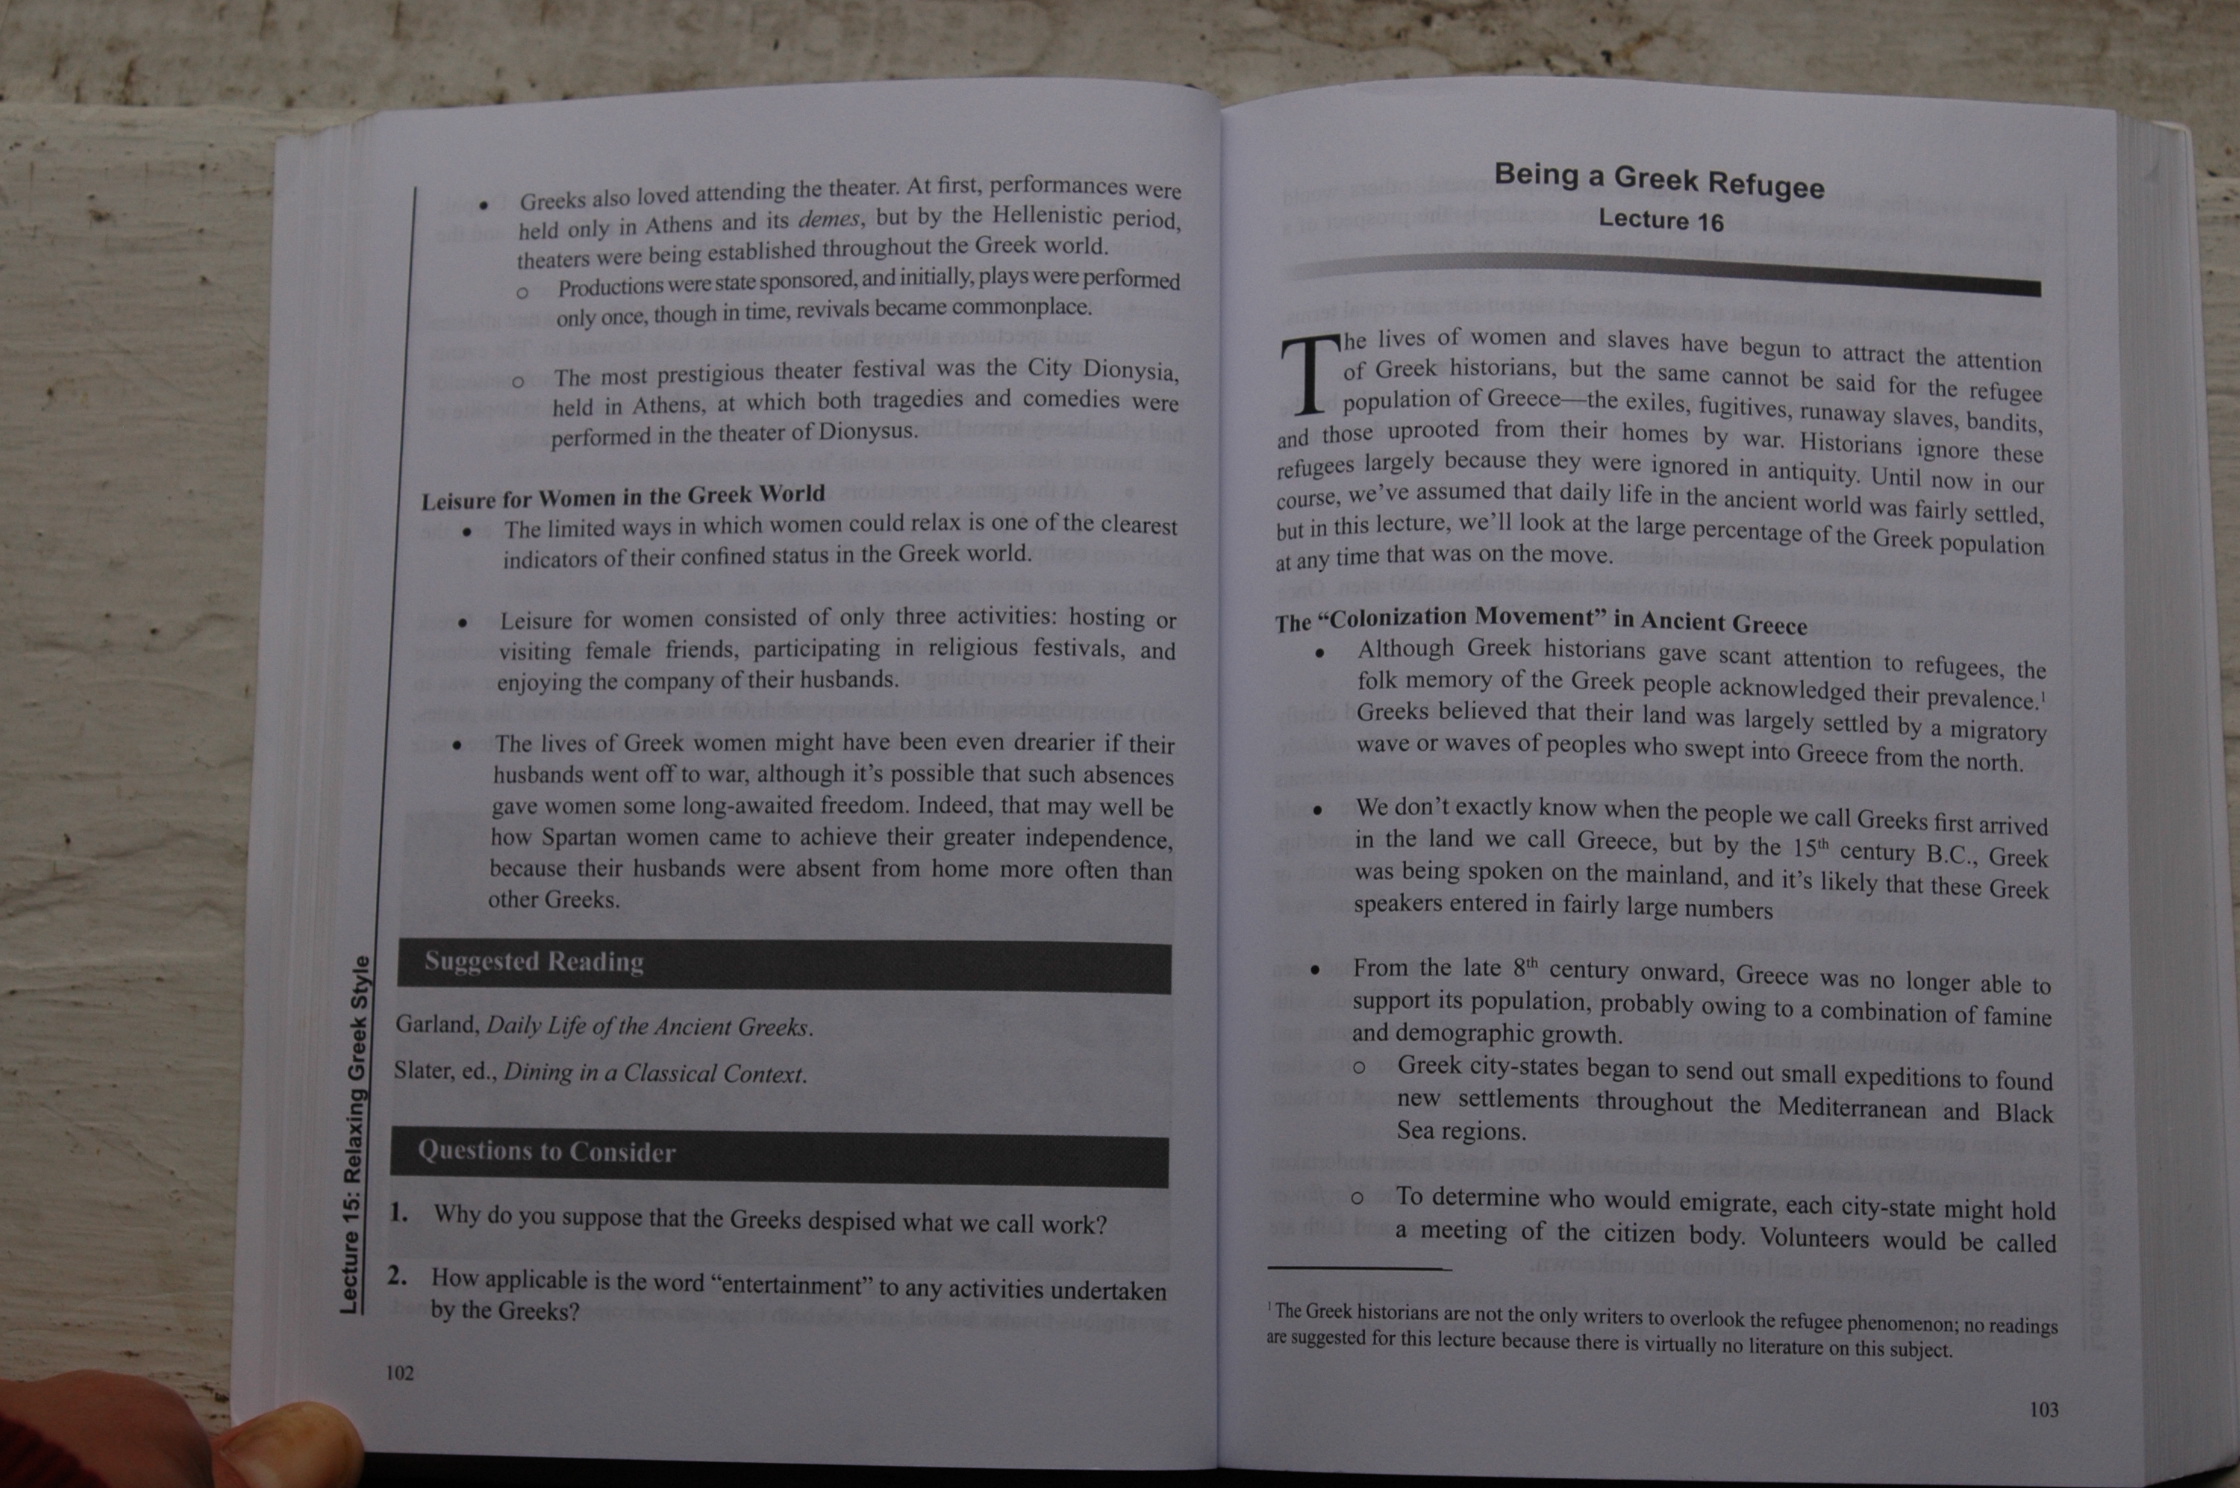 • Greeks also loved attending the theater. At first, performances were
held only in Athens and its demes, but by the Hellenistic period,
theaters were being established throughout the Greek world.
o Productions were state sponsored, and initially, plays were performed
only once, though in time, revivals became commonplace.
o The most prestigious theater festival was the City Dionysia,
held in Athens, at which both tragedies and comedies were
performed in the theater of Dionysus.
Leisure for Women in the Greek World
• The limited ways in which women could relax is one of the clearest
indicators of their confined status in the Greek world.
• Leisure for women consisted of only three activities: hosting or
visiting female friends, participating in religious festivals, and
enjoying the company of their husbands.
• The lives of Greek women might have been even drearier if their
husbands went off to war, although it's possible that such absences
gave women some long-awaited freedom. Indeed, that may well be
how Spartan women came to achieve their greater independence,
because their husbands were absent from home more often than
other Greeks.
Suggested Reading
Garland, Daily Life of the Ancient Greeks.
Slater, ed., Dining in a Classical Context.
Questions to Consider
1. Why do you suppose that the Greeks despised what we call work?
2. How applicable is the word “entertainment” to any activities undertaken
by the Greeks?
Lecture 15: Relaxing Greek Style
102
Being a Greek Refugee
Lecture 16
The lives of women and slaves have begun to attract the attention
of Greek historians, but the same cannot be said for the refugee
population of Greece—the exiles, fugitives, runaway slaves, bandits,
and those uprooted from their homes by war. Historians ignore these
refugees largely because they were ignored in antiquity. Until now in our
course, we've assumed that daily life in the ancient world was fairly settled,
but in this lecture, we'll look at the large percentage of the Greek population
at any time that was on the move.
The “Colonization Movement” in Ancient Greece
• Although Greek historians gave scant attention to refugees, the
folk memory of the Greek people acknowledged their prevalence.¹
Greeks believed that their land was largely settled by a migratory
wave or waves of peoples who swept into Greece from the north.
• We don't exactly know when the people we call Greeks first arrived
in the land we call Greece, but by the 15th century B.C., Greek
was being spoken on the mainland, and it's likely that these Greek
speakers entered in fairly large numbers
• From the late 8th century onward, Greece was no longer able to
support its population, probably owing to a combination of famine
and demographic growth.
o Greek city-states began to send out small expeditions to found
new settlements throughout the Mediterranean and Black
Sea regions.
o To determine who would emigrate, each city-state might hold
a meeting of the citizen body. Volunteers would be called
¹ The Greek historians are not the only writers to overlook the refugee phenomenon; no readings
are suggested for this lecture because there is virtually no literature on this subject.
103